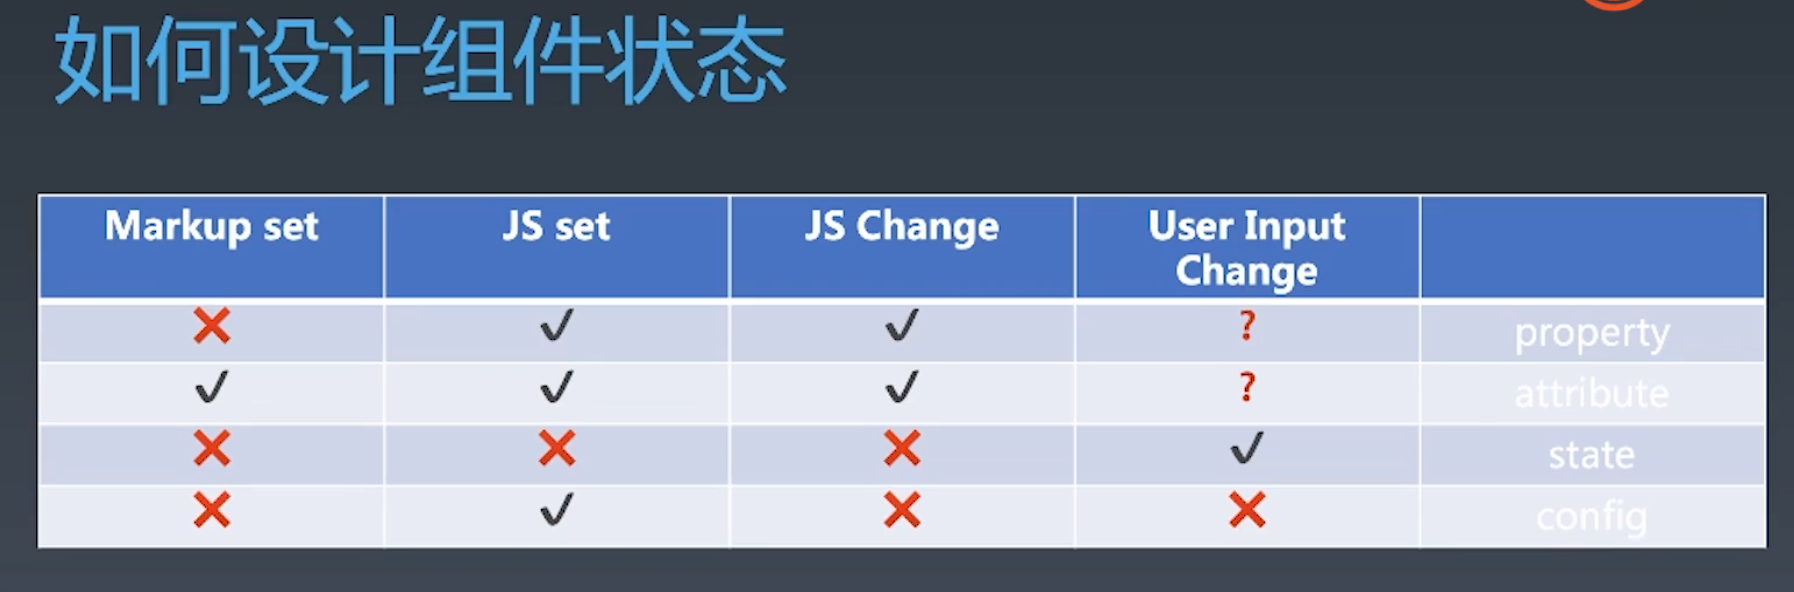 如何设计组件状态
Markup set JS set JS Change User Input
Change
❌ ✔ ✔ ? property
✔ ✔ ✔ ? attribute
❌ ❌ ❌ ✔ state
❌ ✔ ❌ ❌ config